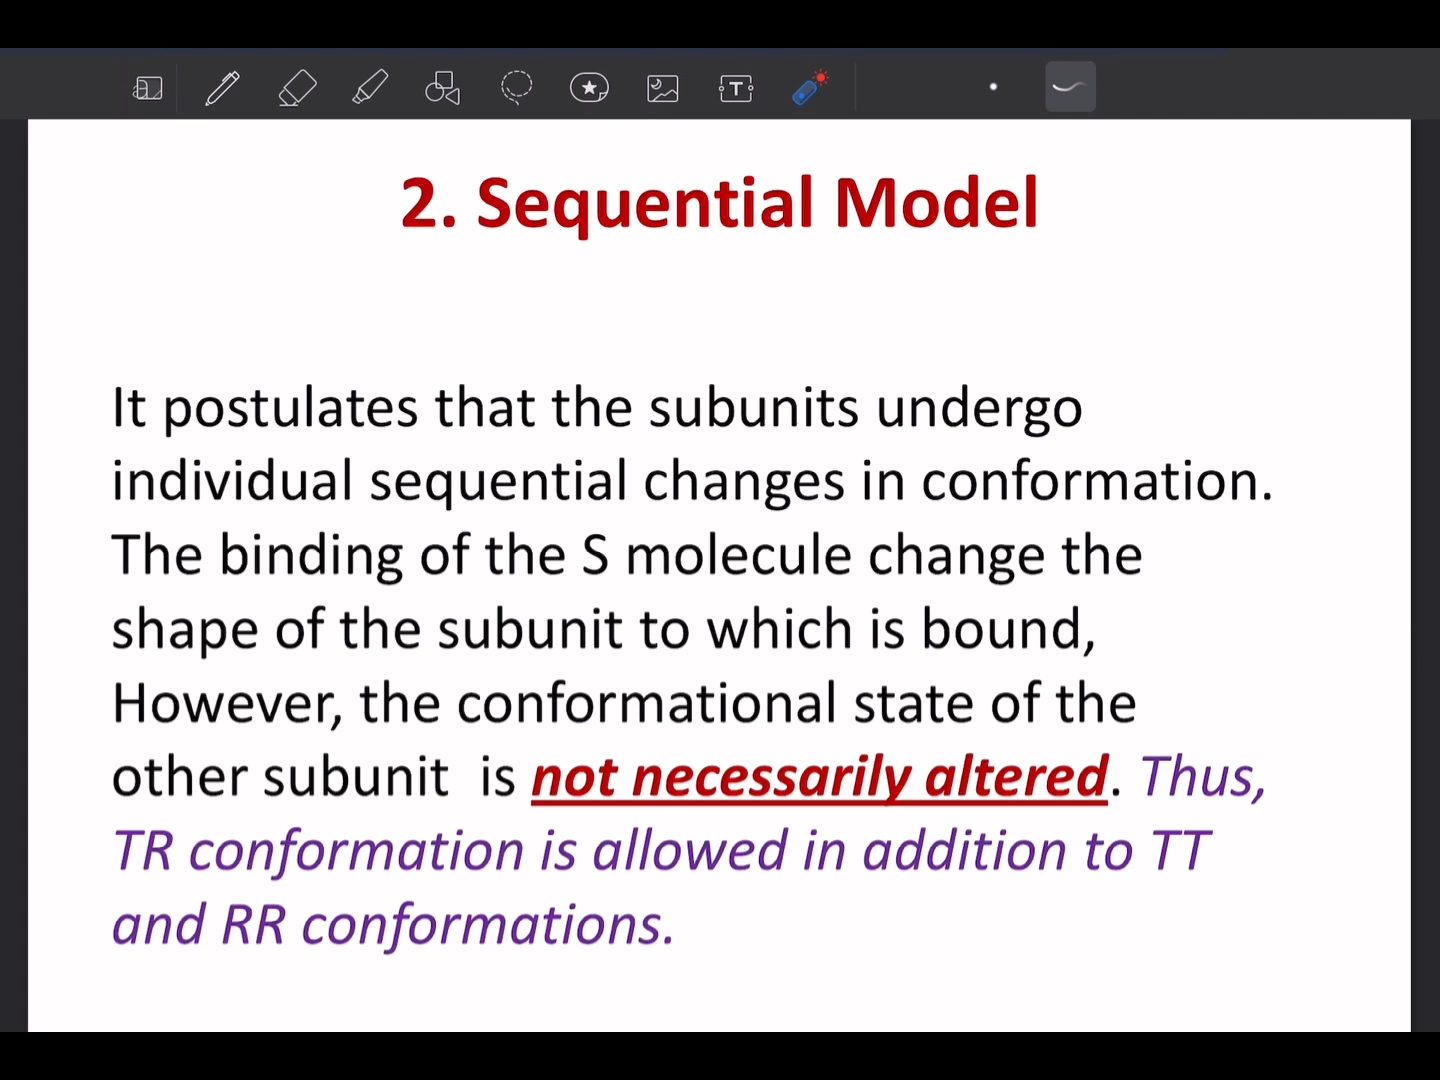 2. Sequential Model
It postulates that the subunits undergo
individual sequential changes in conformation.
The binding of the S molecule change the
shape of the subunit to which is bound,
However, the conformational state of the
other subunit  is not necessarily altered. Thus,
TR conformation is allowed in addition to TT
and RR conformations.